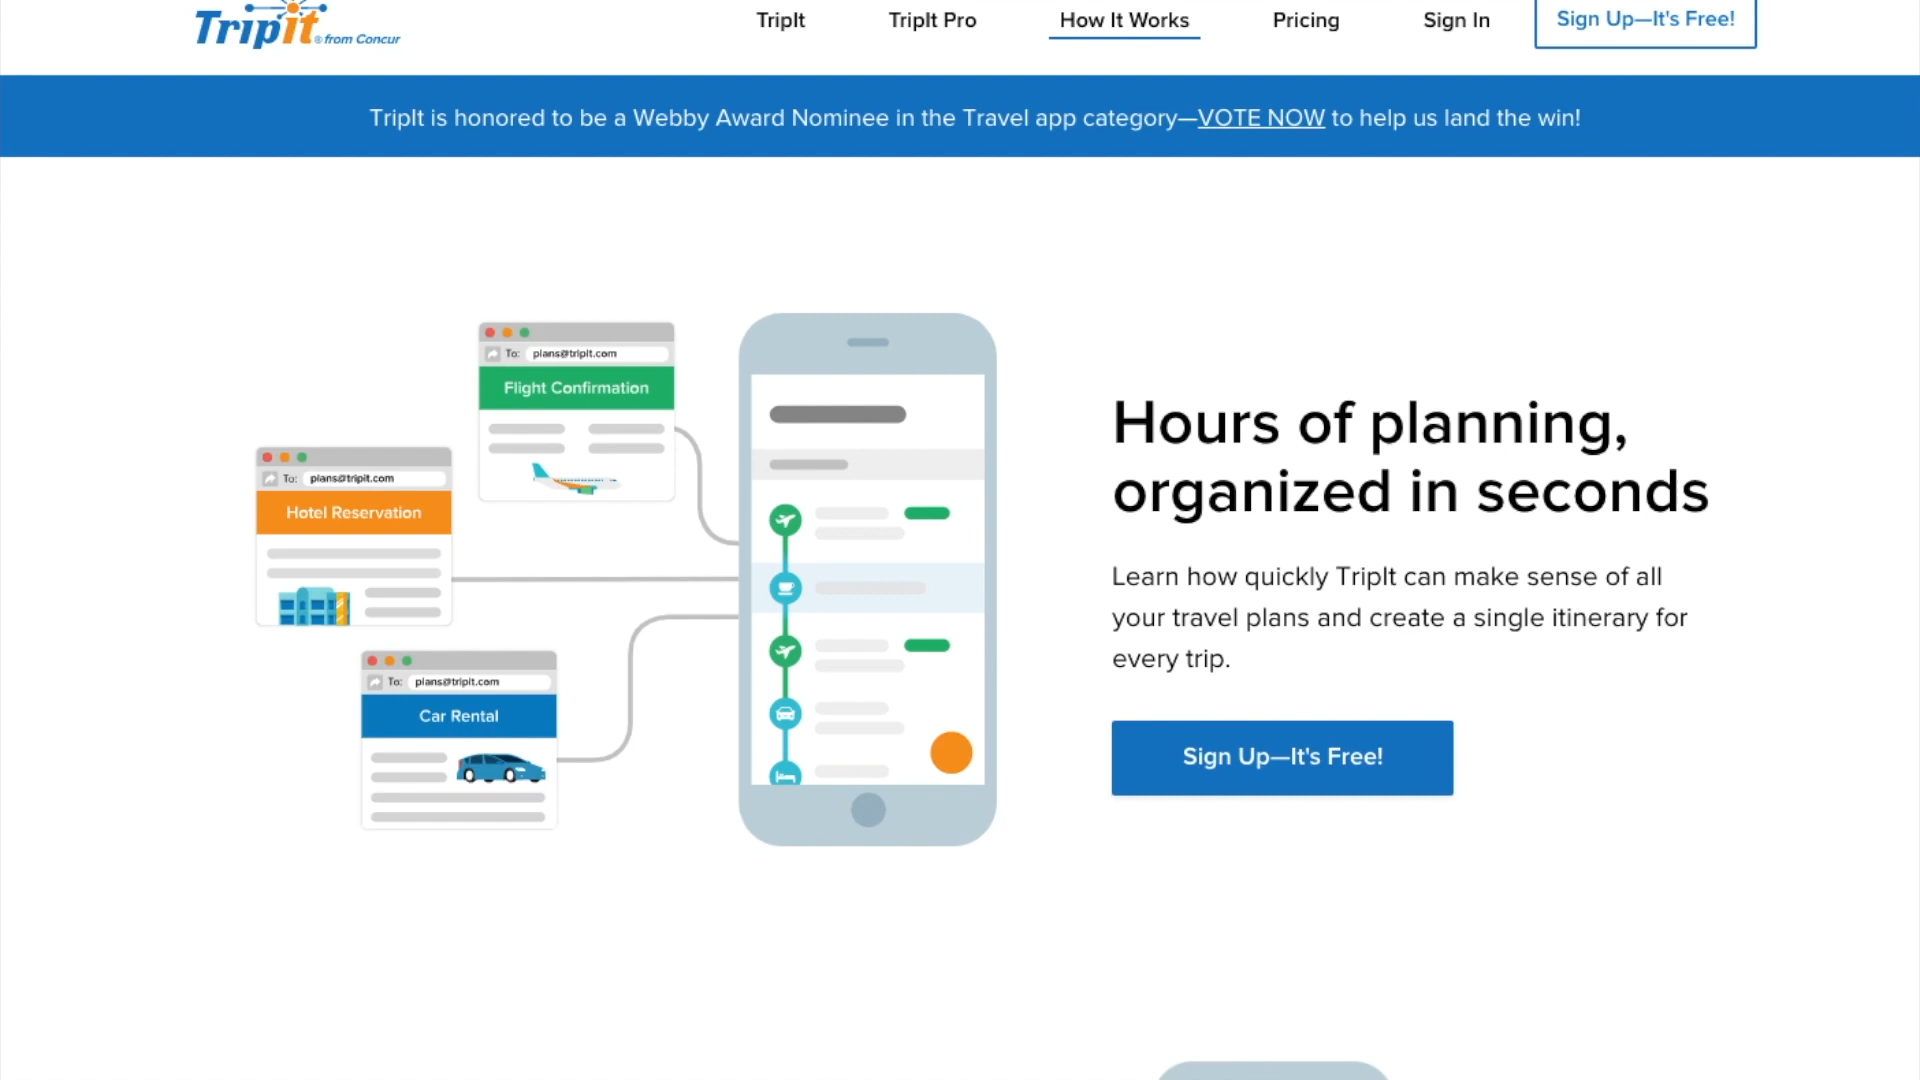 TripIt® from Concur
TripIt
TripIt Pro
How It Works
Pricing
Sign In
Sign Up—It's Free!
TripIt is honored to be a Webby Award Nominee in the Travel app category—VOTE NOW to help us land the win!
To: plans@tripit.com
Flight Confirmation
To: plans@tripit.com
Hotel Reservation
To: plans@tripit.com
Car Rental
Hours of planning,
organized in seconds
Learn how quickly TripIt can make sense of all
your travel plans and create a single itinerary for
every trip.
Sign Up—It's Free!